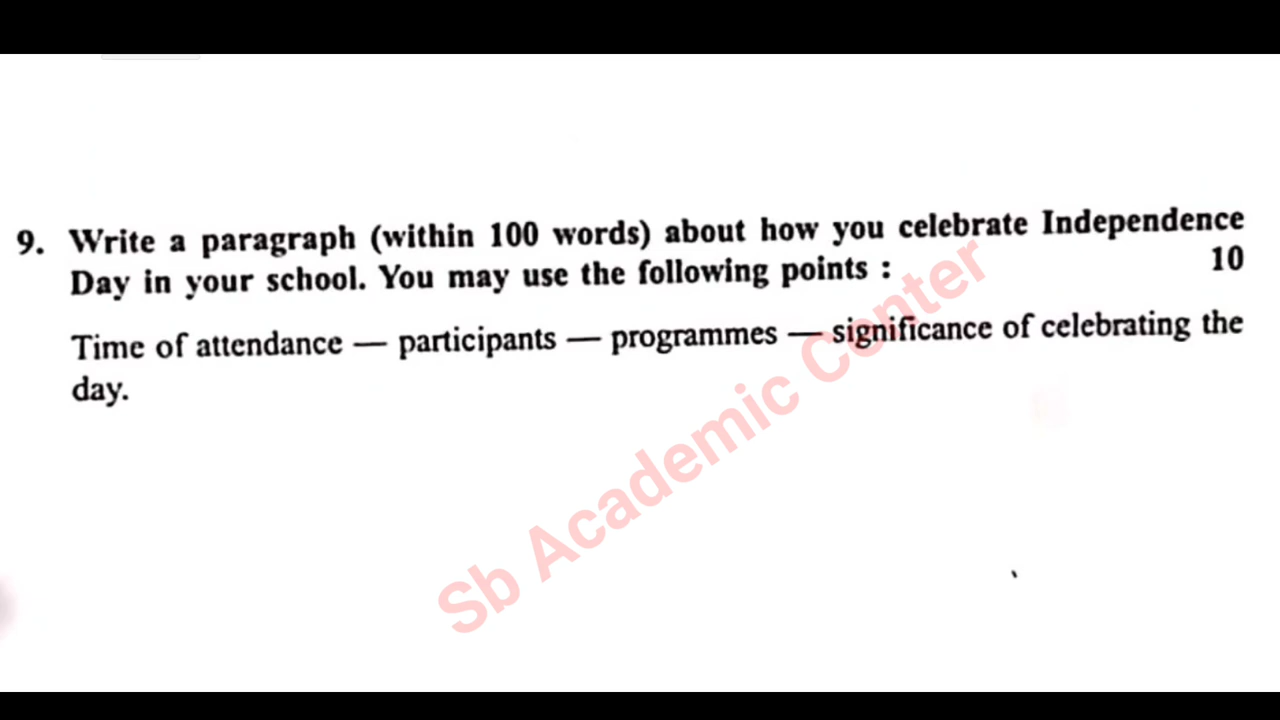 9. Write a paragraph (within 100 words) about how you celebrate Independence
Day in your school. You may use the following points : 10
Time of attendance — participants — programmes — significance of celebrating the
day.
Sb Academic Center